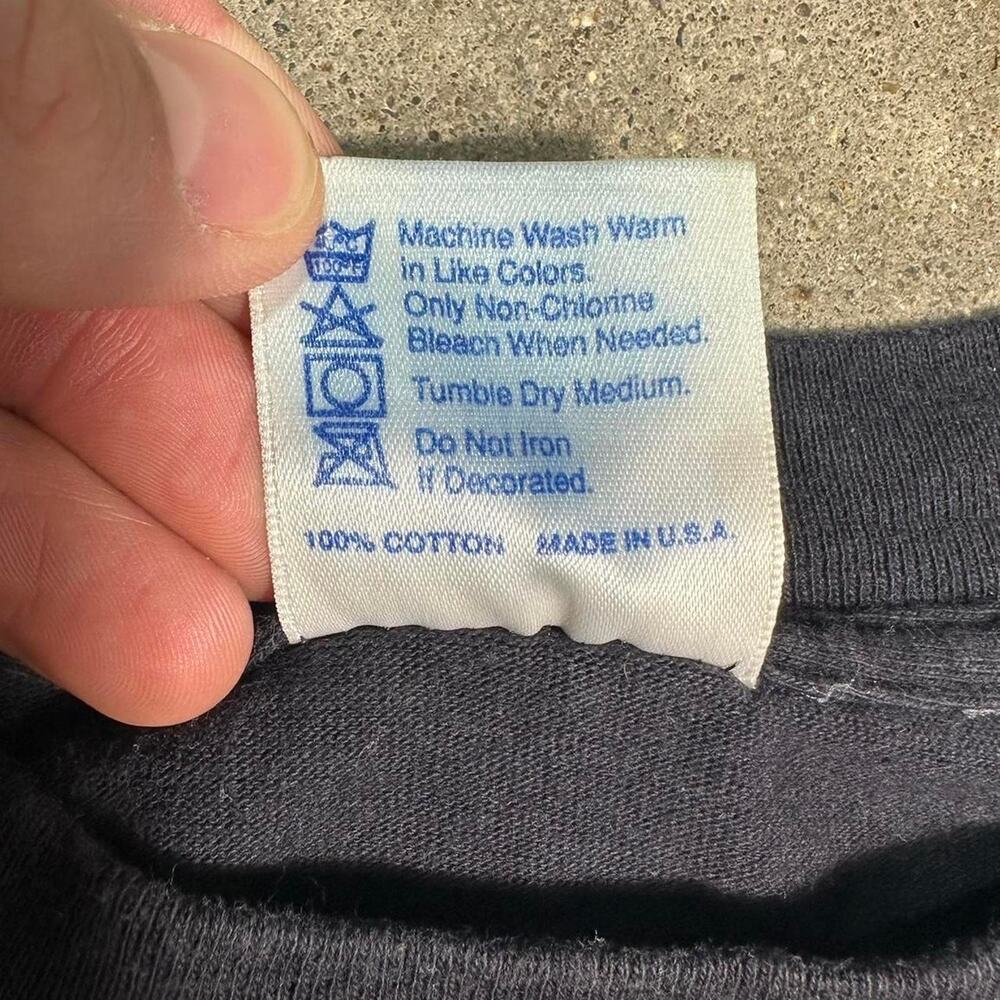 Machine Wash Warm
in Like Colors.
Only Non-Chlorine
Bleach When Needed.
Tumble Dry Medium.
Do Not Iron
If Decorated.
100% COTTON MADE IN U.S.A.